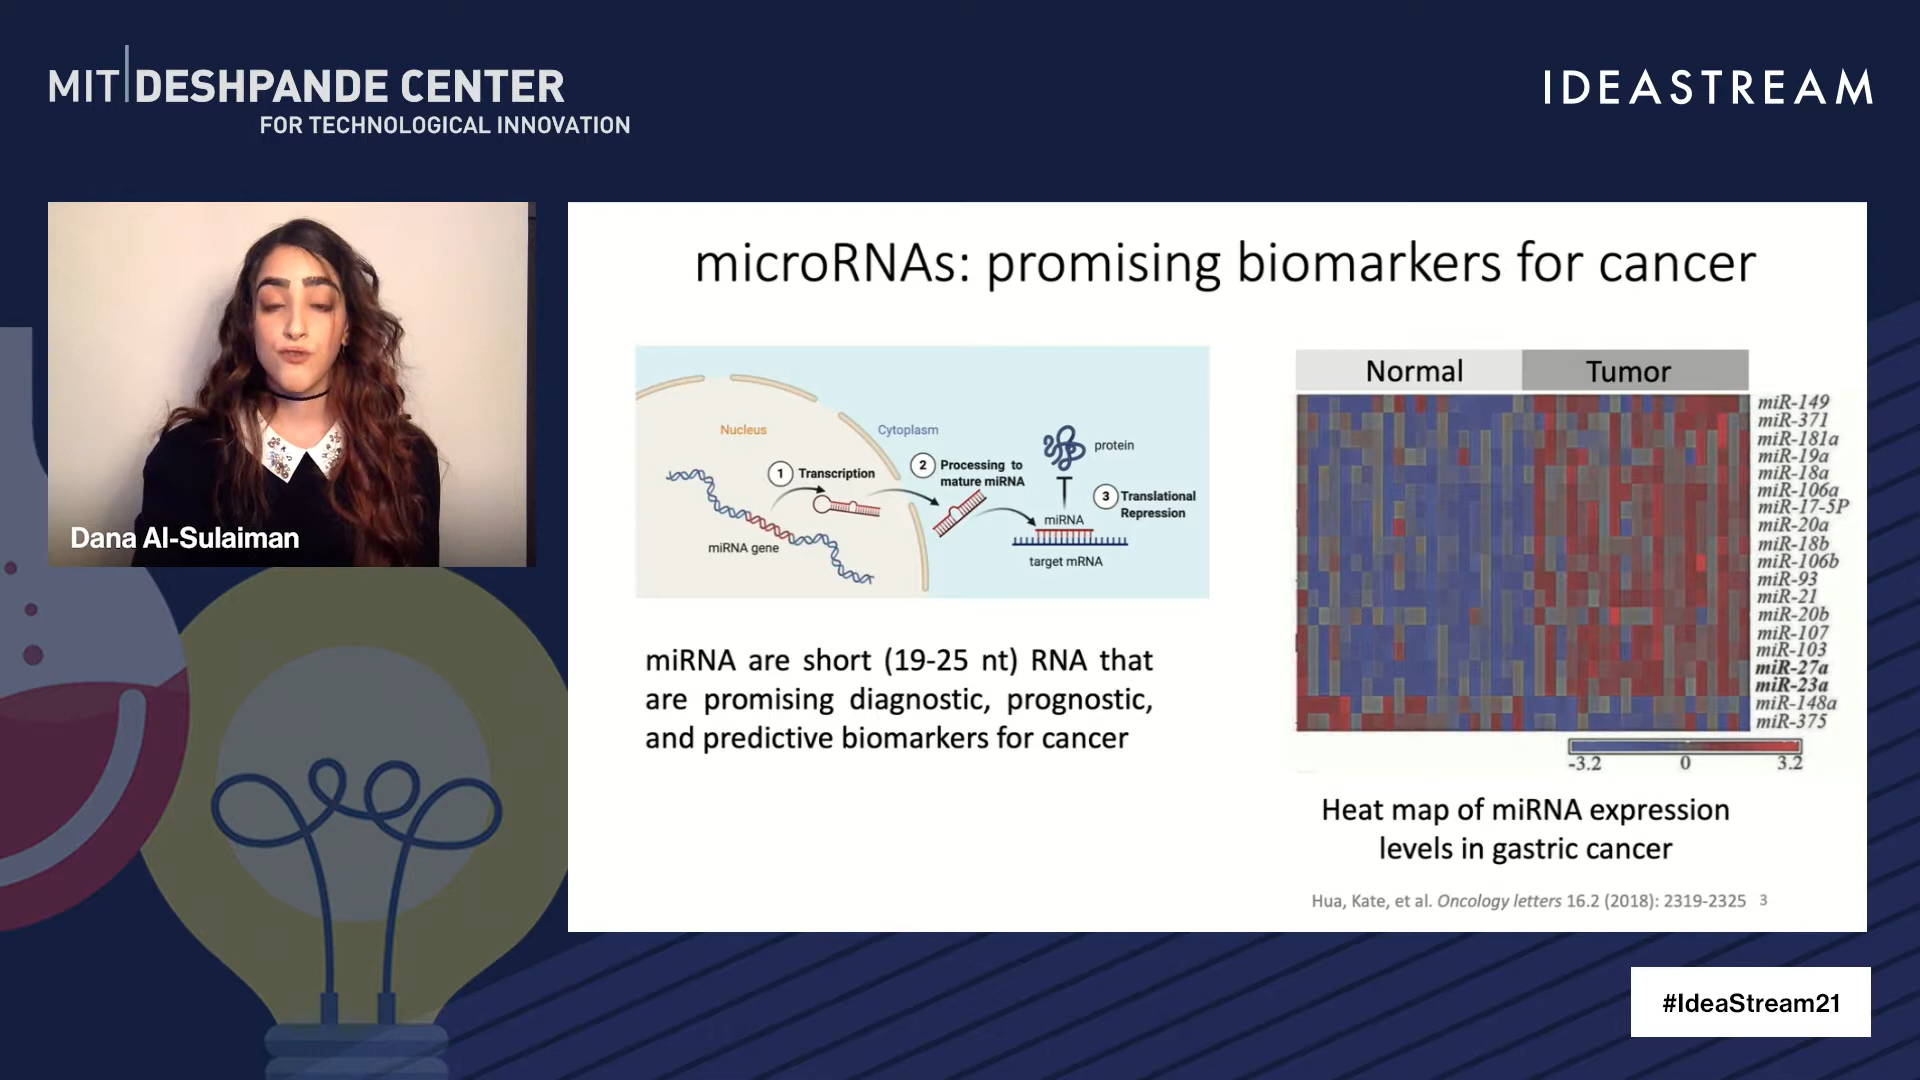 MIT DESHPANDE CENTER
FOR TECHNOLOGICAL INNOVATION
IDEASTREAM
Dana Al-Sulaiman
microRNAs: promising biomarkers for cancer
Nucleus
Cytoplasm
1 Transcription
2 Processing to
mature miRNA
protein
3 Translational
Repression
miRNA
miRNA gene
target mRNA
miRNA are short (19-25 nt) RNA that
are promising diagnostic, prognostic,
and predictive biomarkers for cancer
Normal Tumor
miR-149
miR-371
miR-181a
miR-19a
miR-18a
miR-106a
miR-17-5P
miR-20a
miR-18b
miR-106b
miR-93
miR-21
miR-20b
miR-107
miR-103
miR-27a
miR-23a
miR-148a
miR-375
-3.2 0 3.2
Heat map of miRNA expression
levels in gastric cancer
Hua, Kate, et al. Oncology letters 16.2 (2018): 2319-2325 3
#IdeaStream21